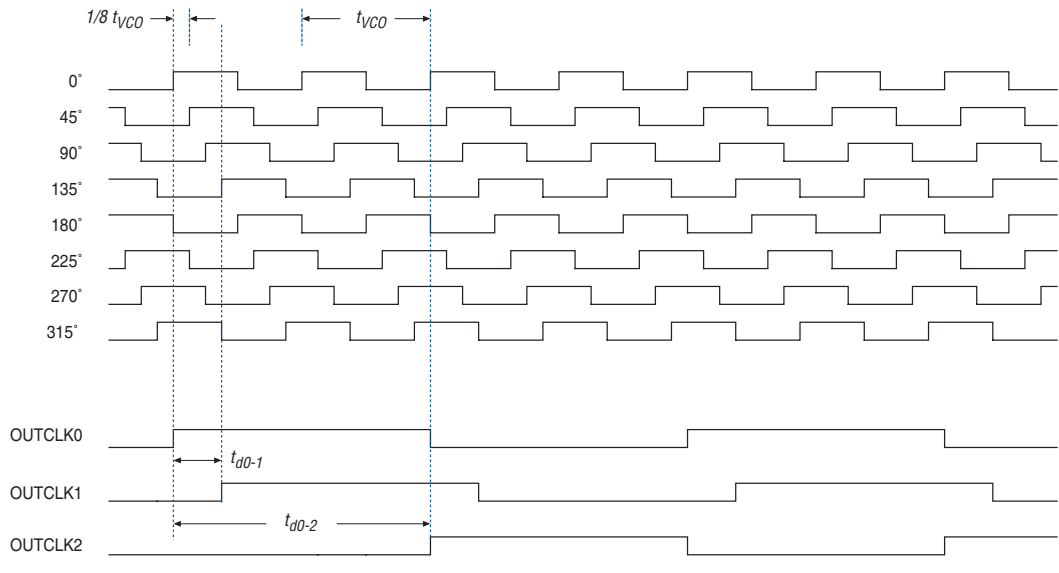 1/8 tVCO
tVCO
0˚
45˚
90˚
135˚
180˚
225˚
270˚
315˚
OUTCLK0
td0-1
OUTCLK1
td0-2
OUTCLK2